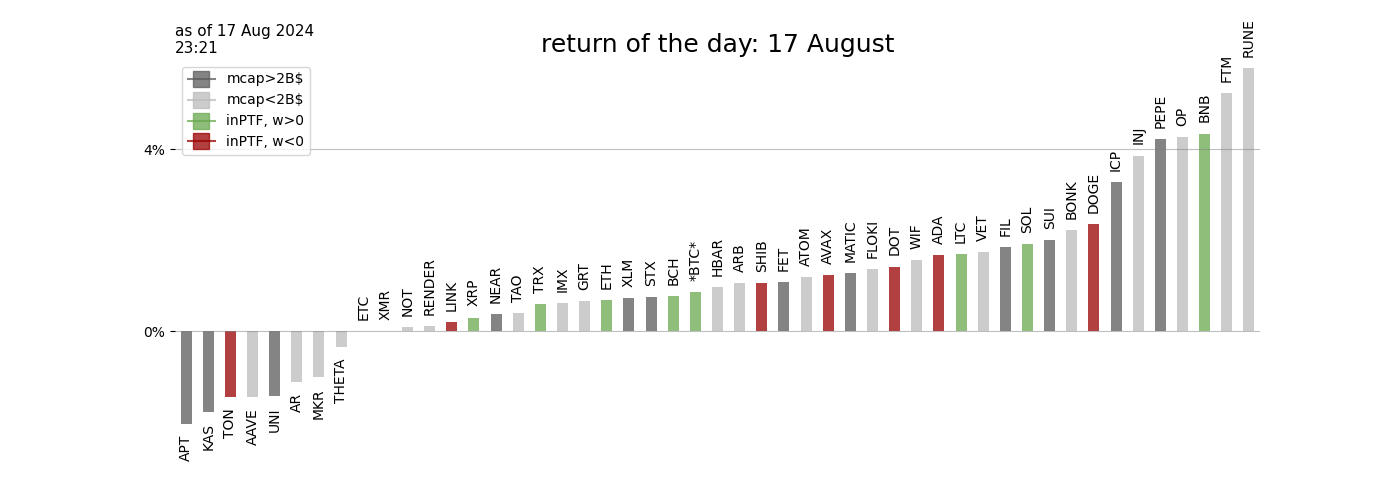 as of 17 Aug 2024
23:21
return of the day: 17 August
mcap>2B$
mcap<2B$
inPTF, w>0
inPTF, w<0
4%
0%
APT
KAS
TON
AAVE
UNI
AR
MKR
THETA
ETC
XMR
NOT
RENDER
LINK
XRP
NEAR
TAO
TRX
IMX
GRT
ETH
XLM
STX
BCH
*BTC*
HBAR
ARB
SHIB
FET
ATOM
AVAX
MATIC
FLOKI
DOT
WIF
ADA
LTC
VET
FIL
SOL
SUI
BONK
DOGE
ICP
INJ
PEPE
OP
BNB
FTM
RUNE